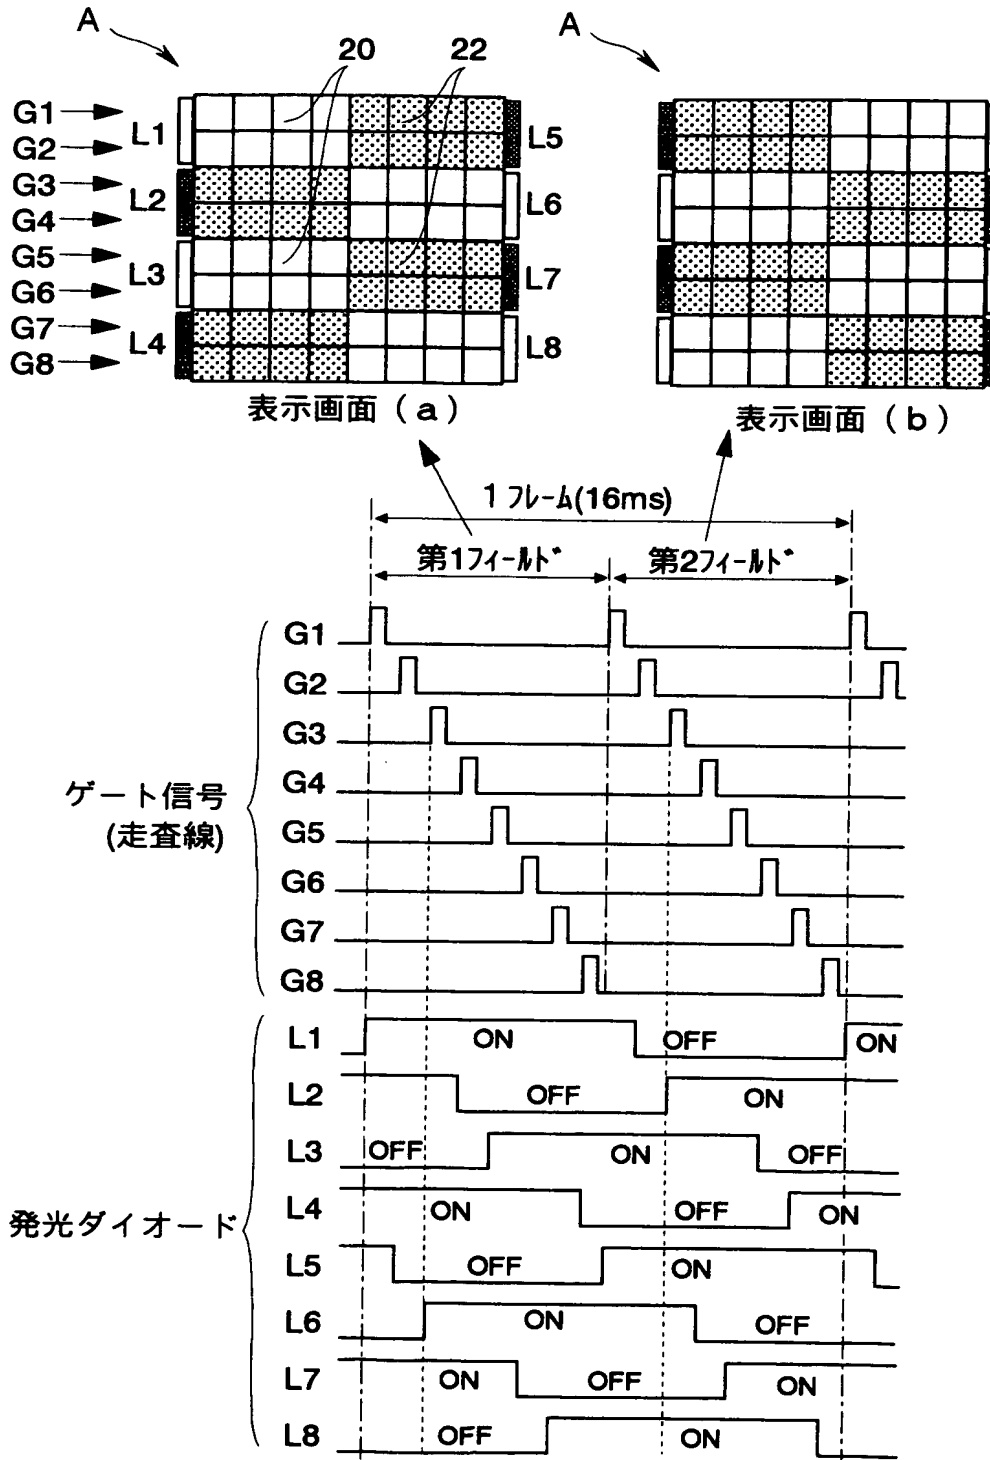 A
20
22
A
G1
G2
G3
G4
G5
G6
G7
G8
L1
L2
L3
L4
L5
L6
L7
L8
表示画面(a)
表示画面(b)
1フレーム(16ms)
第1フィールド
第2フィールド
ゲート信号
(走査線)
G1
G2
G3
G4
G5
G6
G7
G8
発光ダイオード
L1 ON OFF ON
L2 OFF ON
L3 OFF ON OFF
L4 ON OFF ON
L5 OFF ON
L6 ON OFF
L7 ON OFF ON
L8 OFF ON